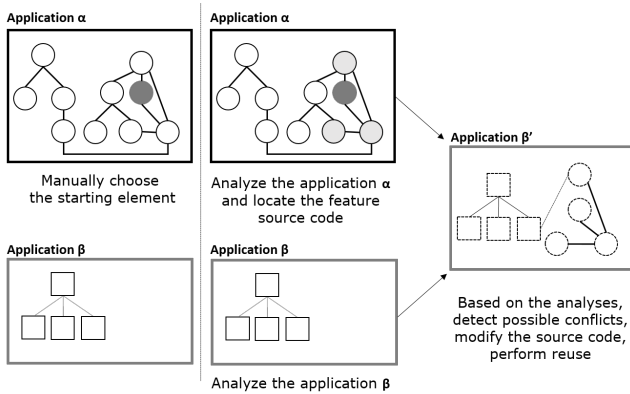 Application α
Manually choose
the starting element
Application β
Application α
Analyze the application α
and locate the feature
source code
Application β
Analyze the application β
Application β′
Based on the analyses,
detect possible conflicts,
modify the source code,
perform reuse